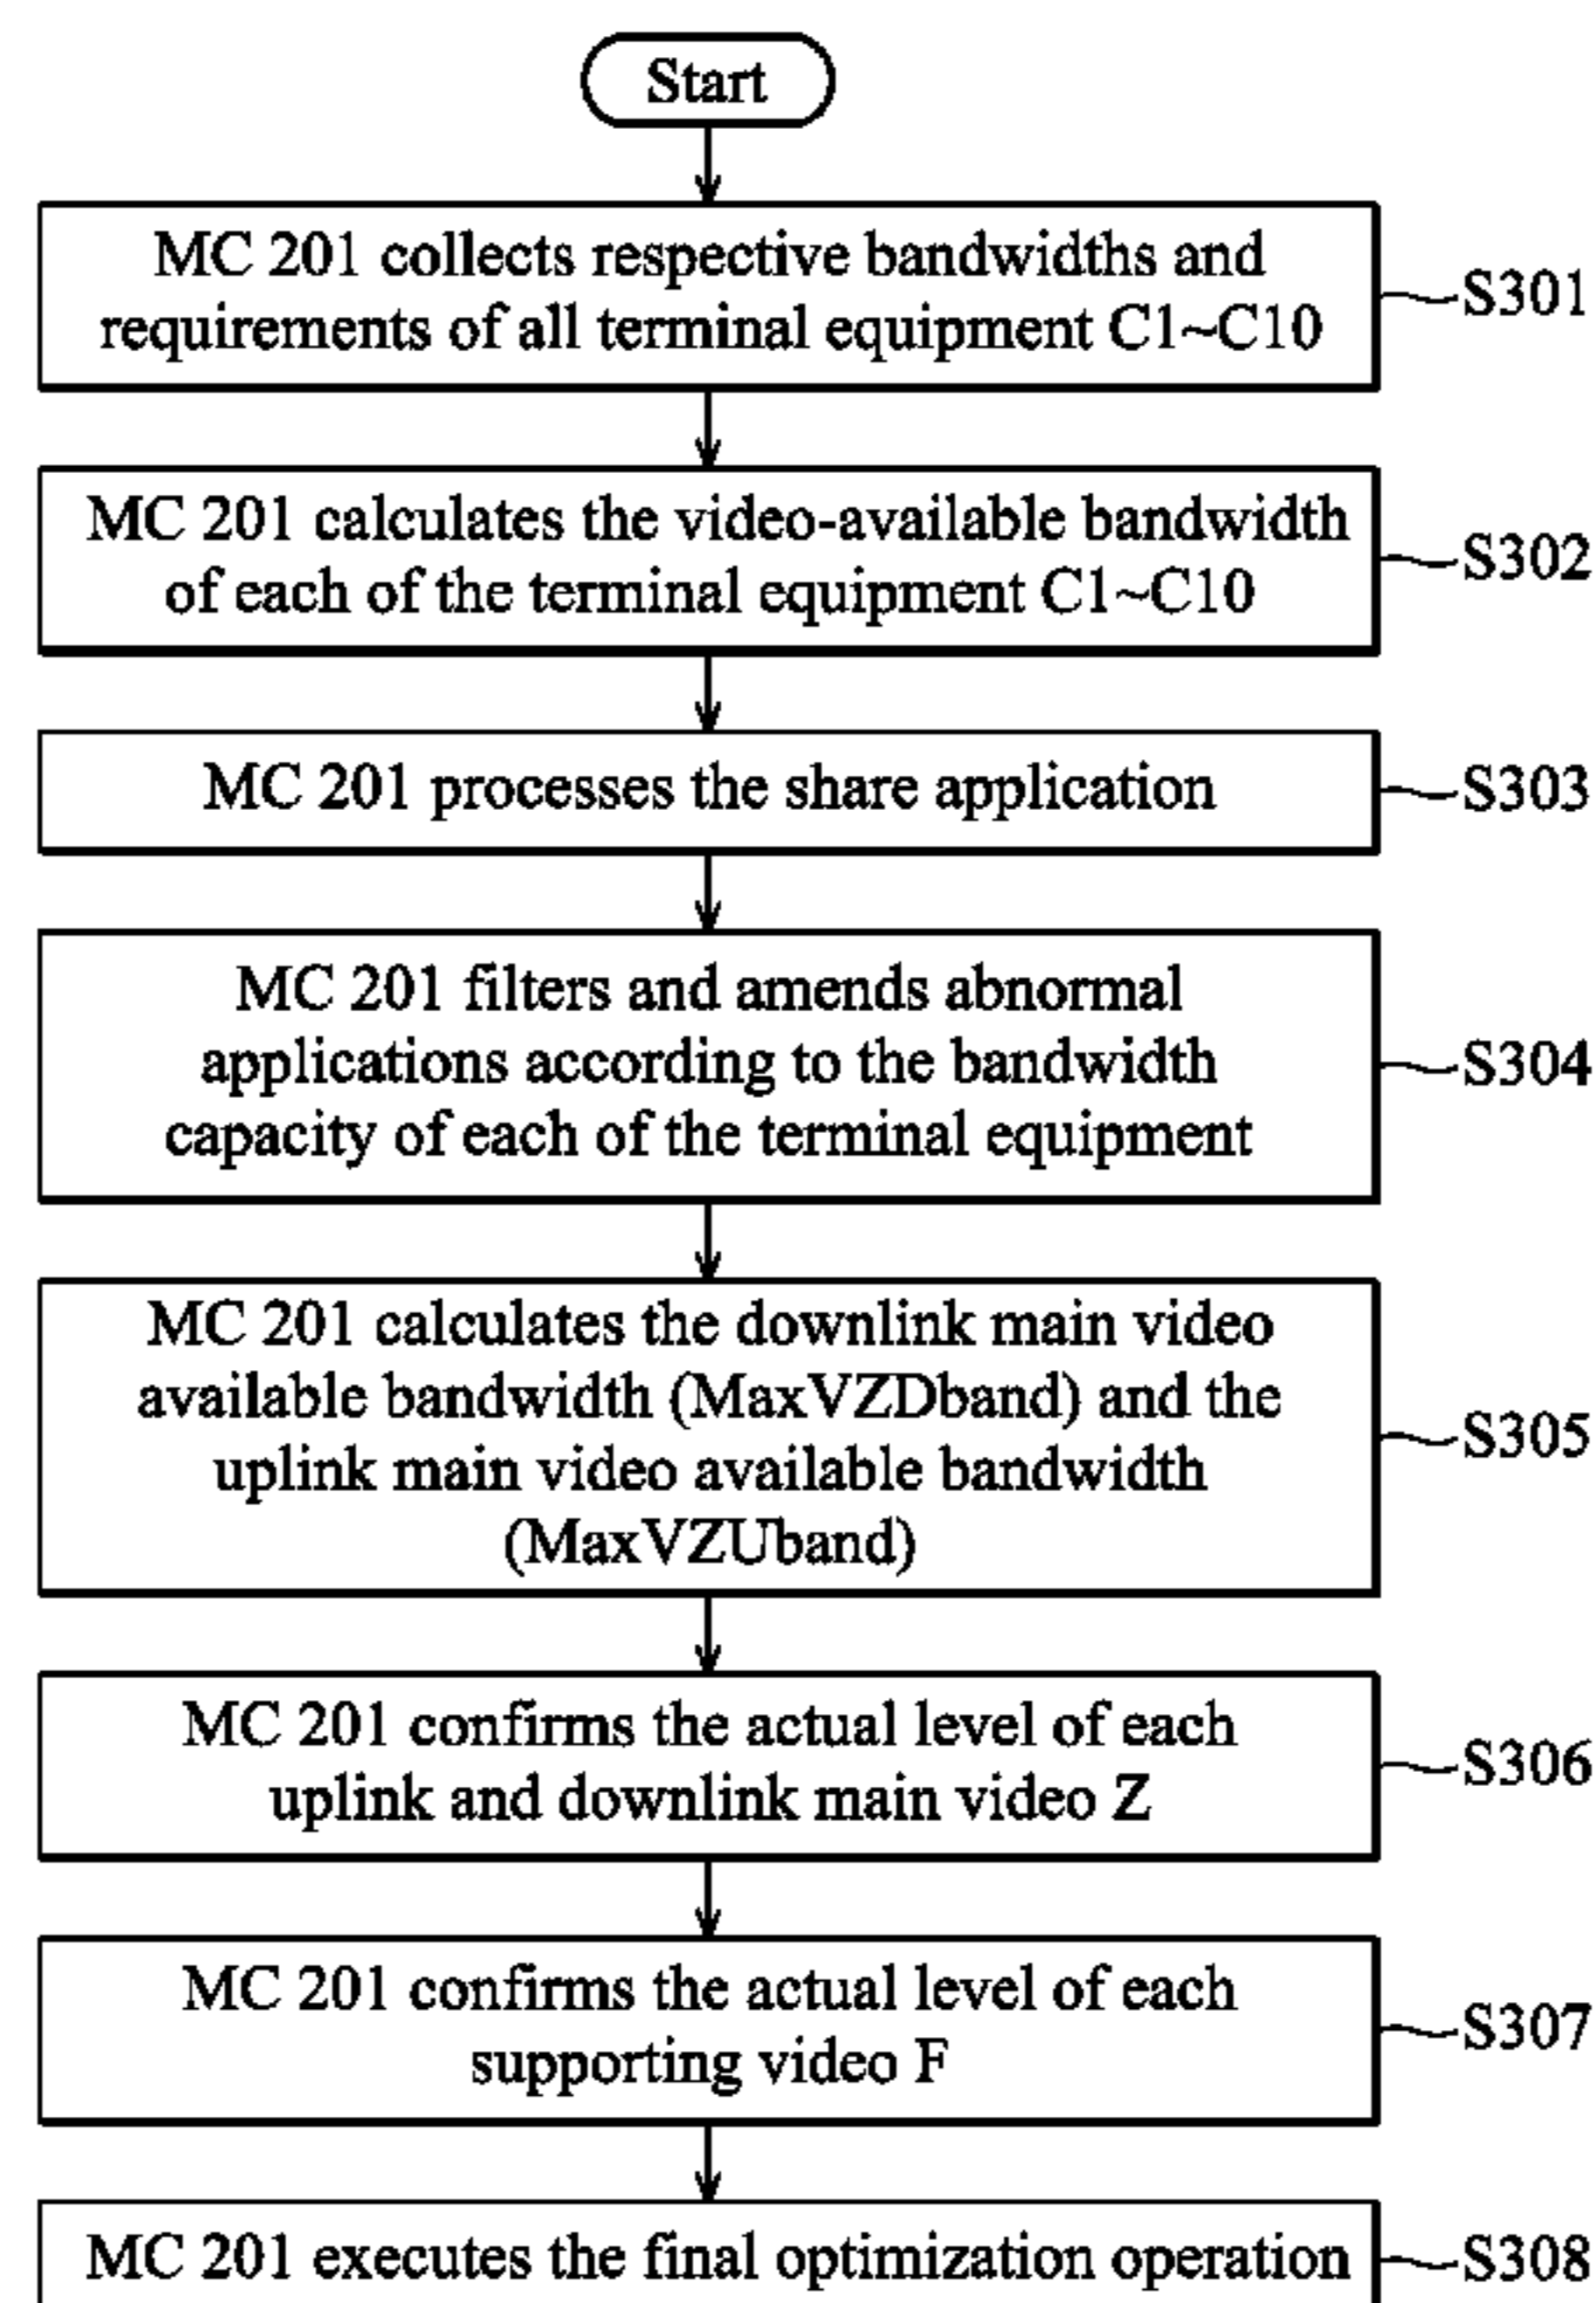 Start
MC 201 collects respective bandwidths and
requirements of all terminal equipment C1~C10
S301
MC 201 calculates the video-available bandwidth
of each of the terminal equipment C1~C10
S302
MC 201 processes the share application
S303
MC 201 filters and amends abnormal
applications according to the bandwidth
capacity of each of the terminal equipment
S304
MC 201 calculates the downlink main video
available bandwidth (MaxVZDband) and the
uplink main video available bandwidth
(MaxVZUband)
S305
MC 201 confirms the actual level of each
uplink and downlink main video Z
S306
MC 201 confirms the actual level of each
supporting video F
S307
MC 201 executes the final optimization operation
S308